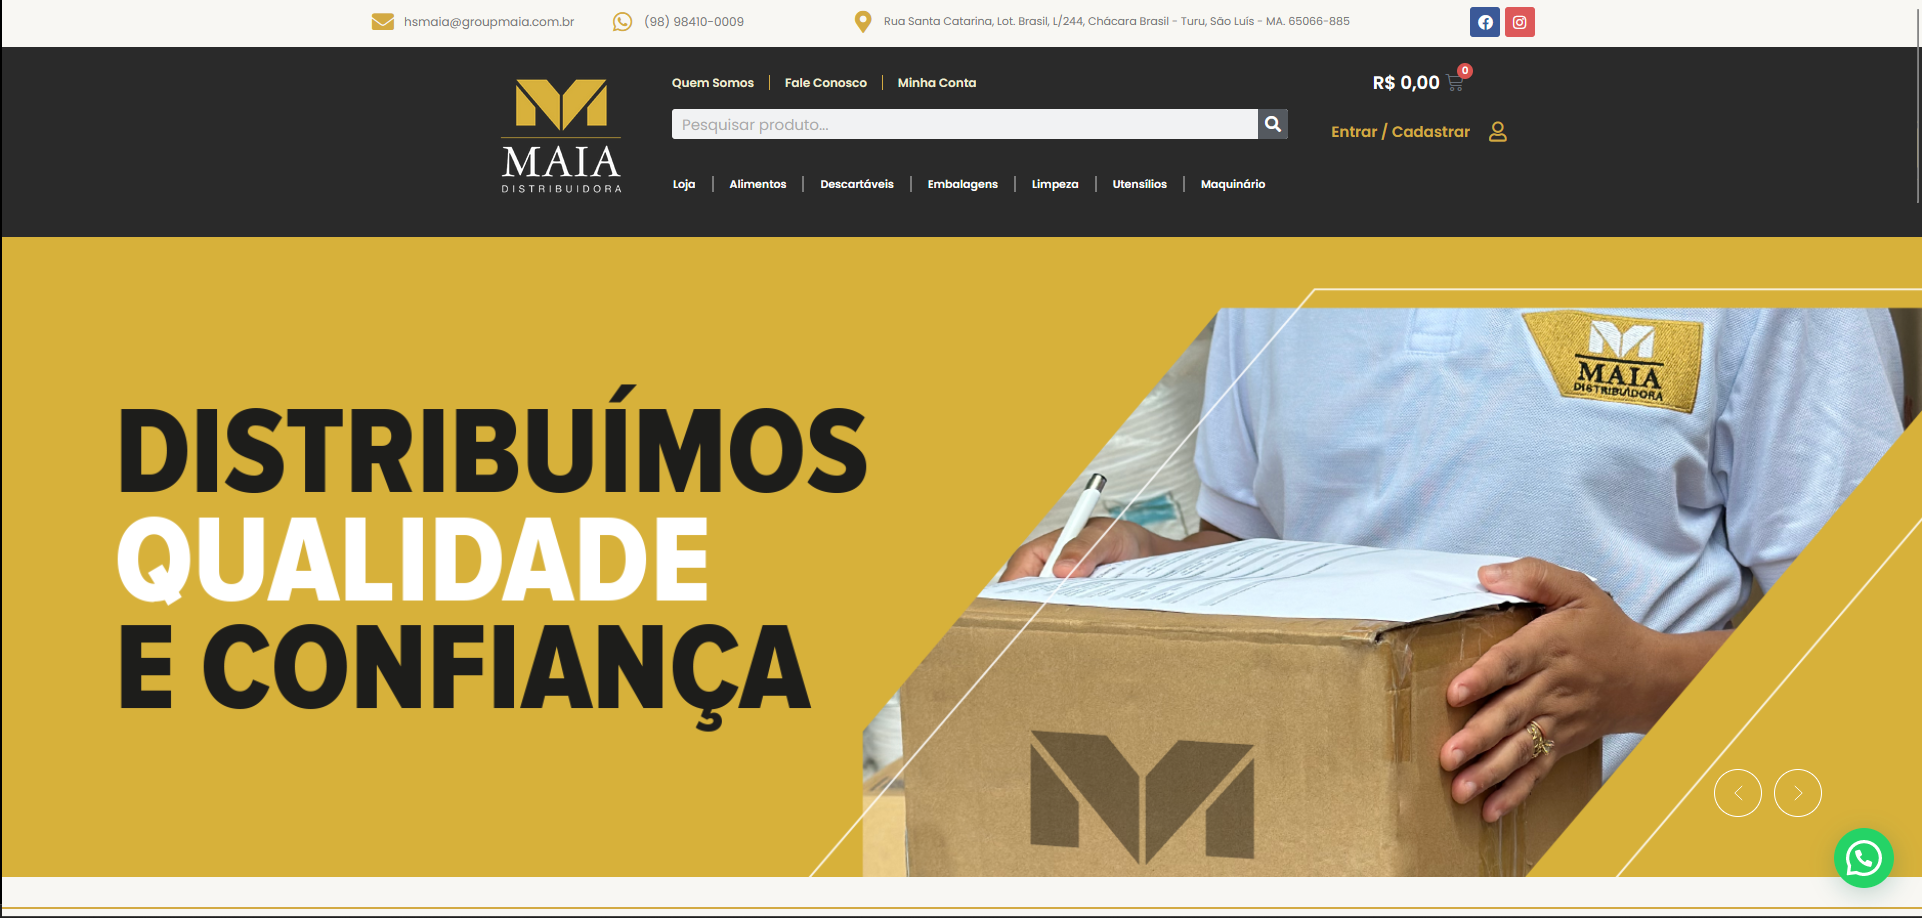 hsmaia@groupmaia.com.br
(98) 98410-0009
Rua Santa Catarina, Lot. Brasil, L/244, Chácara Brasil - Turu, São Luís - MA. 65066-885
MAIA
DISTRIBUIDORA
Quem Somos
Fale Conosco
Minha Conta
R$ 0,00
0
Pesquisar produto...
Entrar / Cadastrar
Loja
Alimentos
Descartáveis
Embalagens
Limpeza
Utensílios
Maquinário
DISTRIBUÍMOS
QUALIDADE
E CONFIANÇA
MAIA
DISTRIBUIDORA